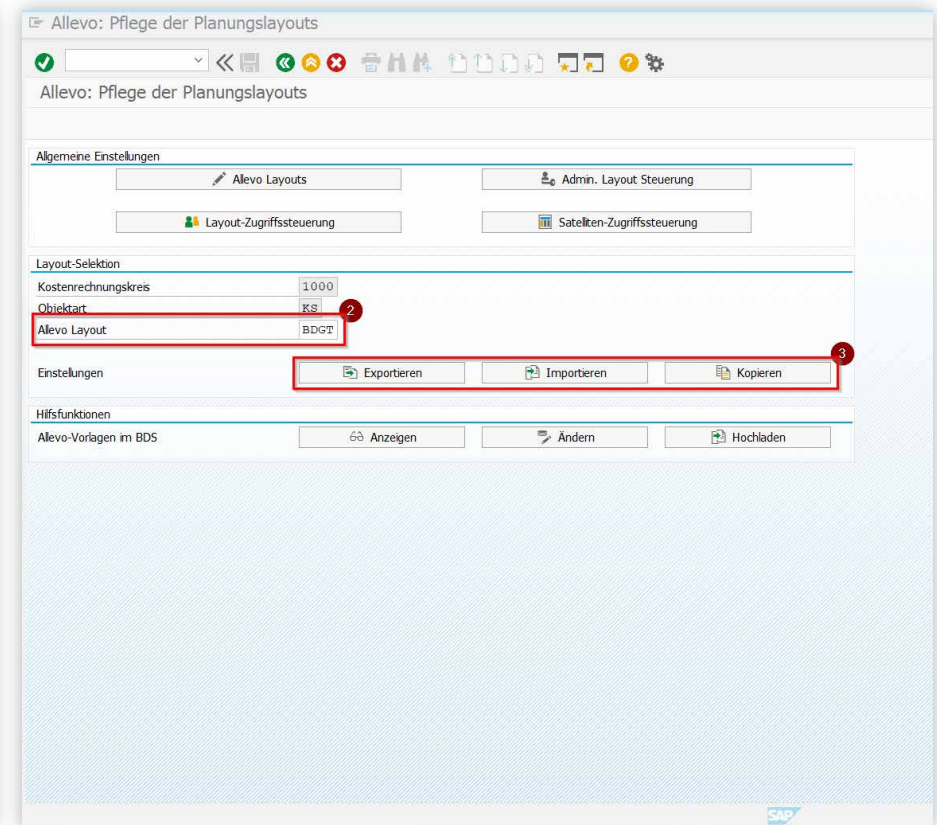 Allevo: Pflege der Planungslayouts
Allevo: Pflege der Planungslayouts
Allgemeine Einstellungen
Allevo Layouts Admin. Layout Steuerung
Layout-Zugriffssteuerung Sateliten-Zugriffssteuerung
Layout-Selektion
Kostenrechnungskreis 1000
Objektart KS 2
Allevo Layout BDGT
3
Einstellungen Exportieren Importieren Kopieren
Hilfsfunktionen
Allevo-Vorlagen im BDS Anzeigen Ändern Hochladen
SAP